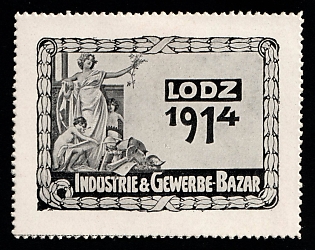 LODZ
1914
INDUSTRIE & GEWERBE-BAZAR